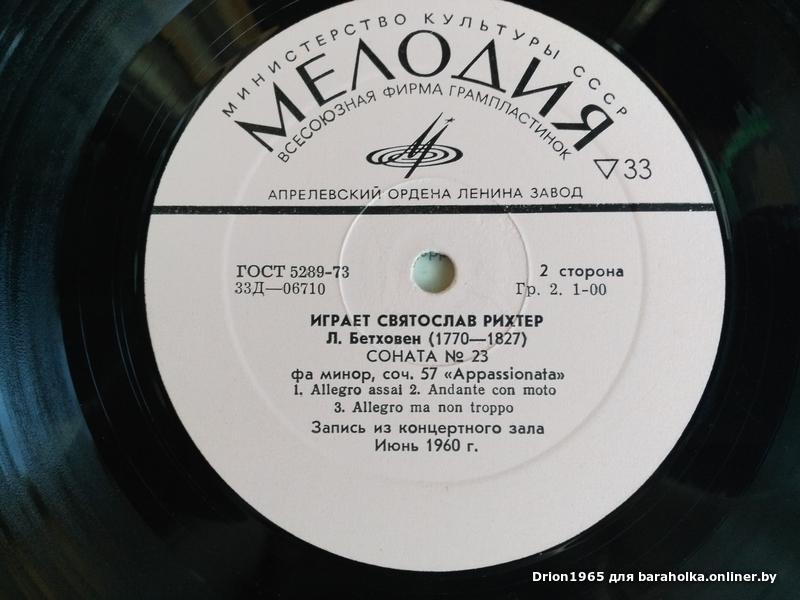 МИНИСТЕРСТВО КУЛЬТУРЫ СССР
МЕЛОДИЯ
ВСЕСОЮЗНАЯ ФИРМА ГРАМПЛАСТИНОК
▽33
АПРЕЛЕВСКИЙ ОРДЕНА ЛЕНИНА ЗАВОД
ГОСТ 5289-73 2 сторона
33Д—06710 Гр. 2. 1-00
ИГРАЕТ СВЯТОСЛАВ РИХТЕР
Л. Бетховен (1770—1827)
СОНАТА № 23
фа минор, соч. 57 «Appassionata»
1. Allegro assai 2. Andante con moto
3. Allegro ma non troppo
Запись из концертного зала
Июнь 1960 г.
Drion1965 для baraholka.onliner.by